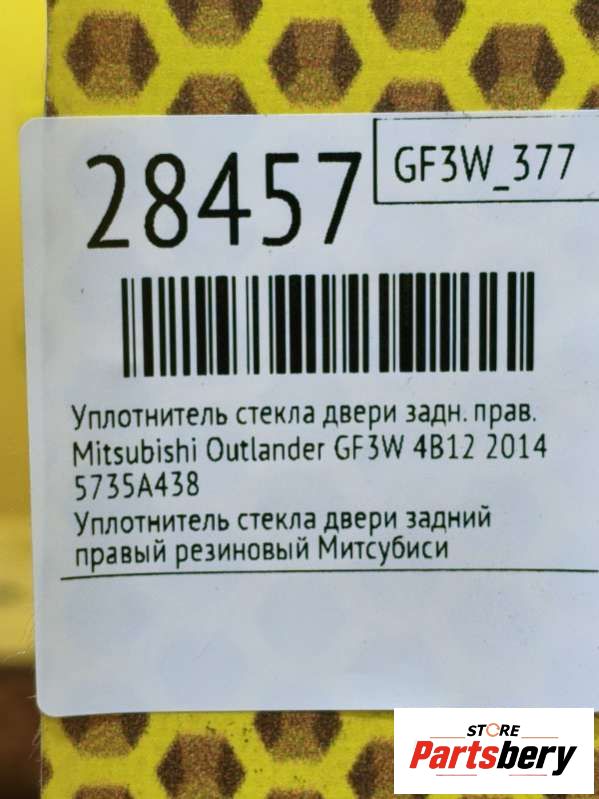 28457
GF3W_377
Уплотнитель стекла двери задн. прав.
Mitsubishi Outlander GF3W 4B12 2014
5735A438
Уплотнитель стекла двери задний
правый резиновый Митсубиси
STORE
Partsbery